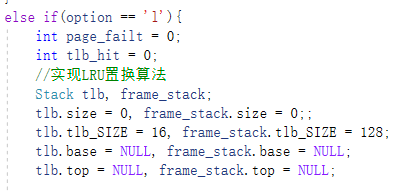 else if(option == 'l'){
int page_failt = 0;
int tlb_hit = 0;
//实现LRU置换算法
Stack tlb, frame_stack;
tlb.size = 0, frame_stack.size = 0;;
tlb.tlb_SIZE = 16, frame_stack.tlb_SIZE = 128;
tlb.base = NULL, frame_stack.base = NULL;
tlb.top = NULL, frame_stack.top = NULL;